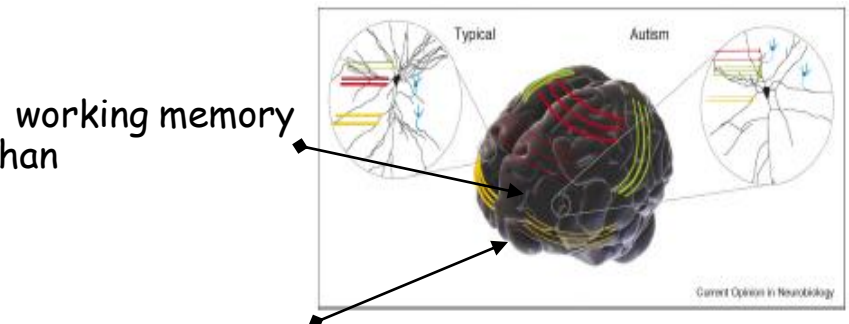 Typical
Autism
working memory
han
Current Opinion in Neurobiology